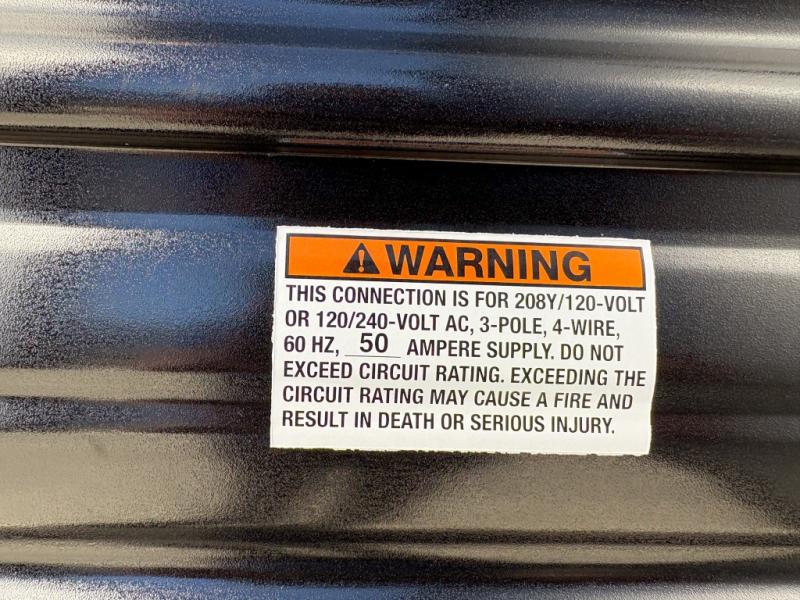 WARNING
THIS CONNECTION IS FOR 208Y/120-VOLT
OR 120/240-VOLT AC, 3-POLE, 4-WIRE,
60 HZ, 50 AMPERE SUPPLY. DO NOT
EXCEED CIRCUIT RATING. EXCEEDING THE
CIRCUIT RATING MAY CAUSE A FIRE AND
RESULT IN DEATH OR SERIOUS INJURY.